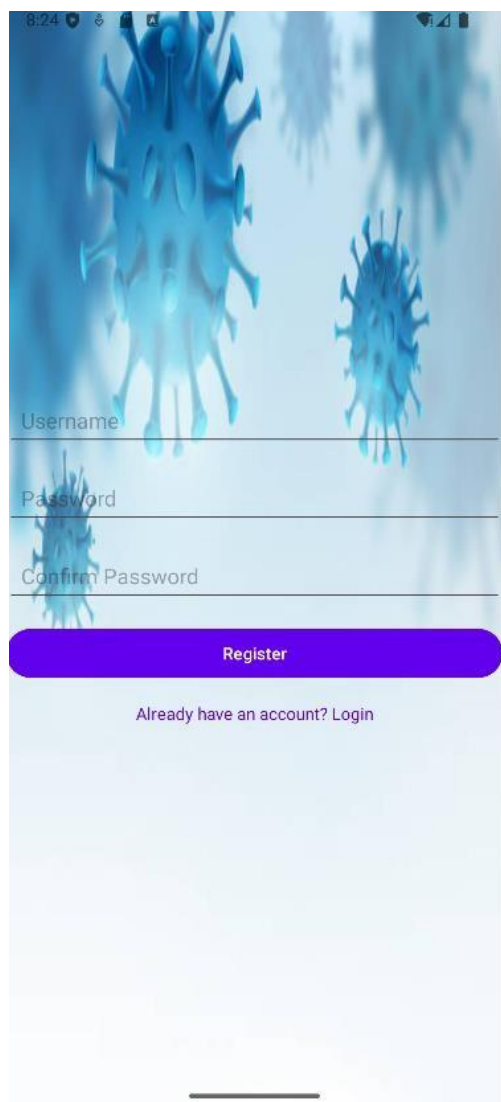 8:24
Username
Password
Confirm Password
Register
Already have an account? Login